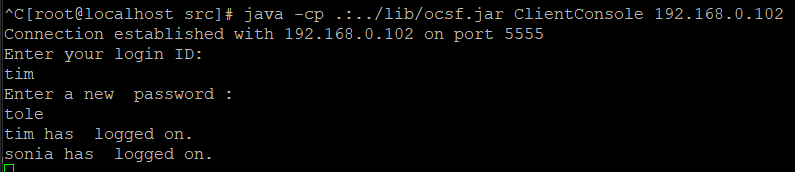 ^C[root@localhost src]# java -cp .:../lib/ocsf.jar ClientConsole 192.168.0.102
Connection established with 192.168.0.102 on port 5555
Enter your login ID:
tim
Enter a new  password :
tole
tim has  logged on.
sonia has  logged on.